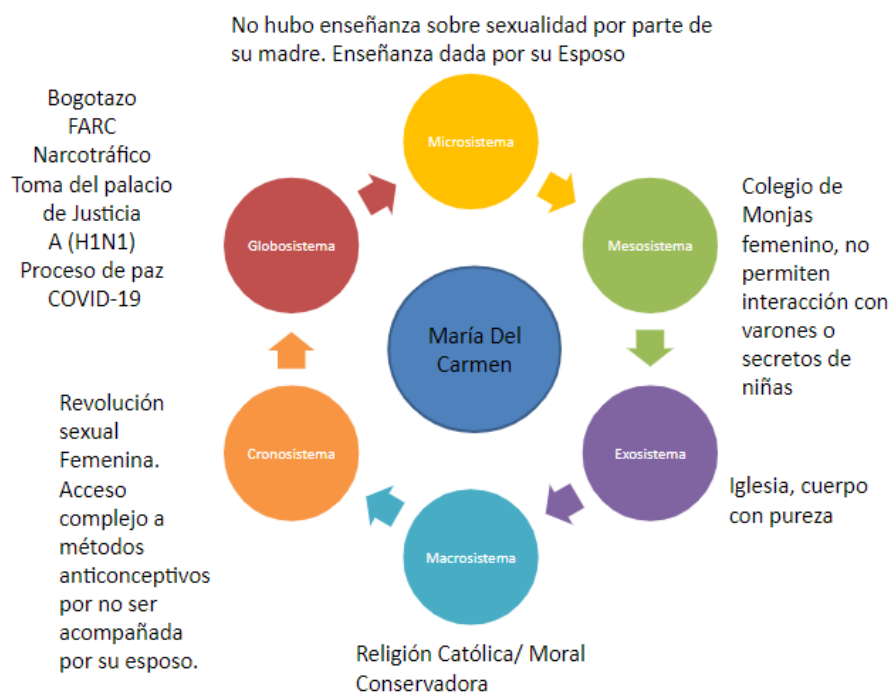 No hubo enseñanza sobre sexualidad por parte de
su madre. Enseñanza dada por su Esposo
Microsistema
Mesosistema
Colegio de
Monjas
femenino, no
permiten
interacción con
varones o
secretos de
niñas
Exosistema
Iglesia, cuerpo
con pureza
Macrosistema
Religión Católica/ Moral
Conservadora
Cronosistema
Revolución
sexual
Femenina.
Acceso
complejo a
métodos
anticonceptivos
por no ser
acompañada
por su esposo.
Globosistema
Bogotazo
FARC
Narcotráfico
Toma del palacio
de Justicia
A (H1N1)
Proceso de paz
COVID-19
María Del
Carmen